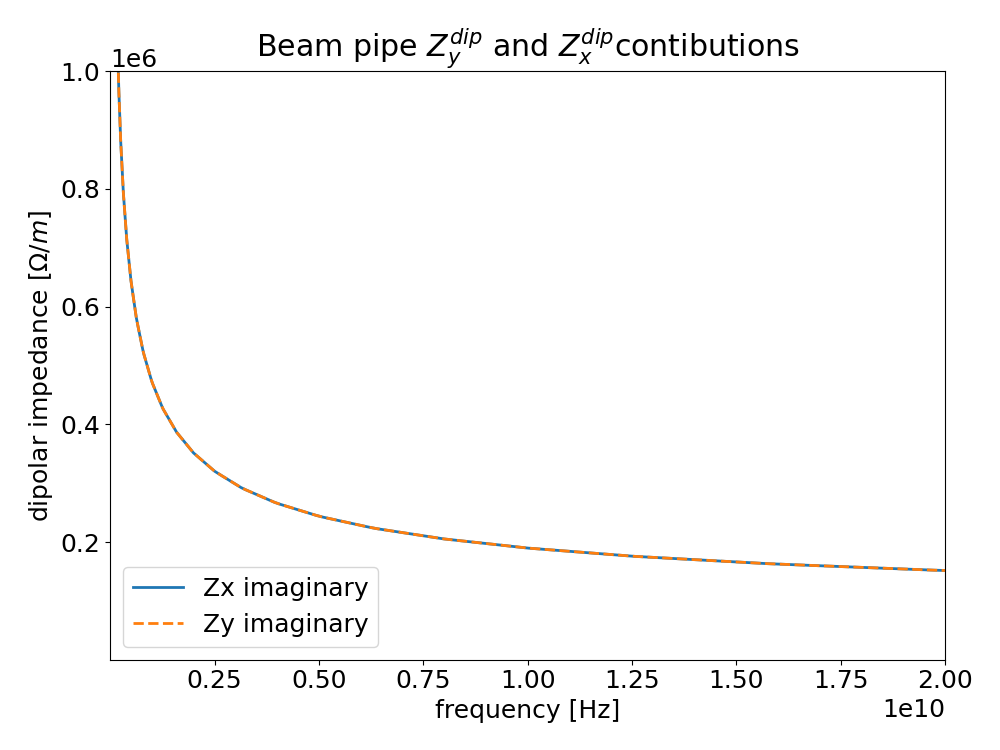 Beam pipe $Z_y^{dip}$ and $Z_x^{dip}$contibutions
1e6
1.0
0.8
0.6
0.4
0.2
dipolar impedance [Ω/m]
Zx imaginary
Zy imaginary
0.25 0.50 0.75 1.00 1.25 1.50 1.75 2.00
frequency [Hz]
1e10